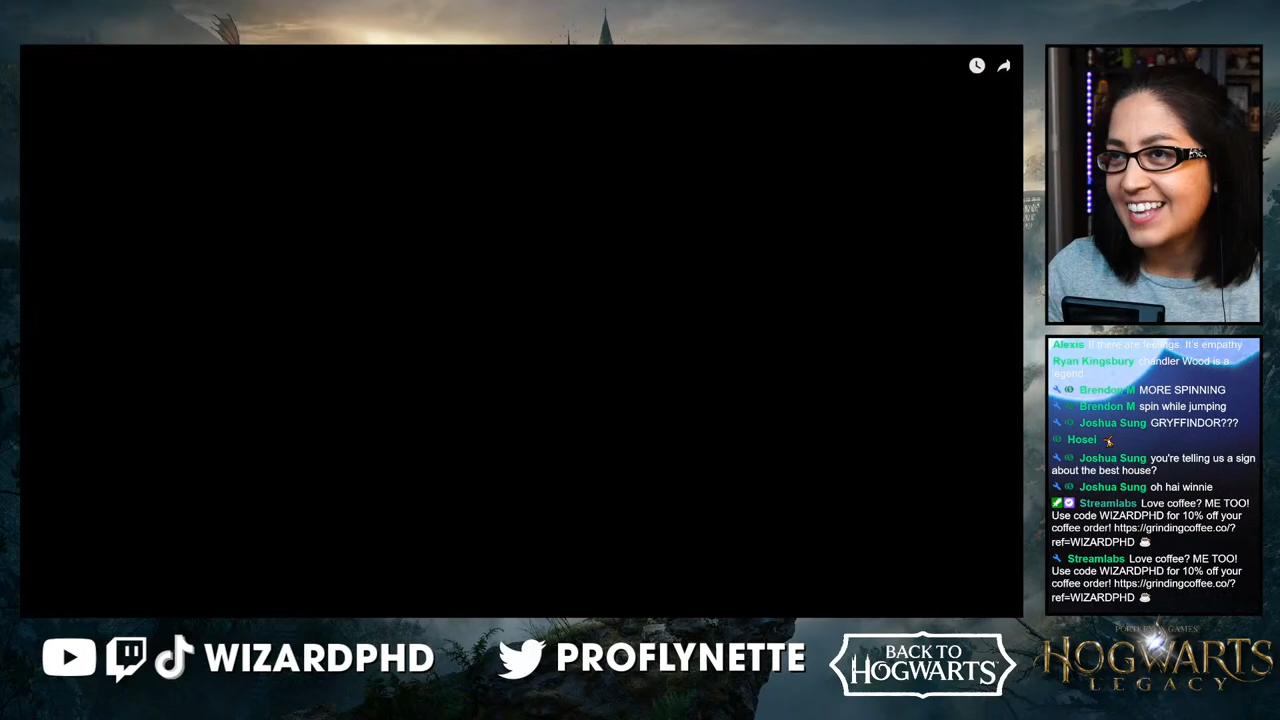 Alexis If there are feelings. It's empathy
Ryan Kingsbury chandler Wood is a
legend
Brendon M MORE SPINNING
Brendon M spin while jumping
Joshua Sung GRYFFINDOR???
Hosei
Joshua Sung you're telling us a sign
about the best house?
Joshua Sung oh hai winnie
Streamlabs Love coffee? ME TOO!
Use code WIZARDPHD for 10% off your
coffee order! https://grindingcoffee.co/?
ref=WIZARDPHD
Streamlabs Love coffee? ME TOO!
Use code WIZARDPHD for 10% off your
coffee order! https://grindingcoffee.co/?
ref=WIZARDPHD
WIZARDPHD
PROFLYNETTE
BACK TO
HOGWARTS
PORTKEY GAMES
HOGWARTS
LEGACY